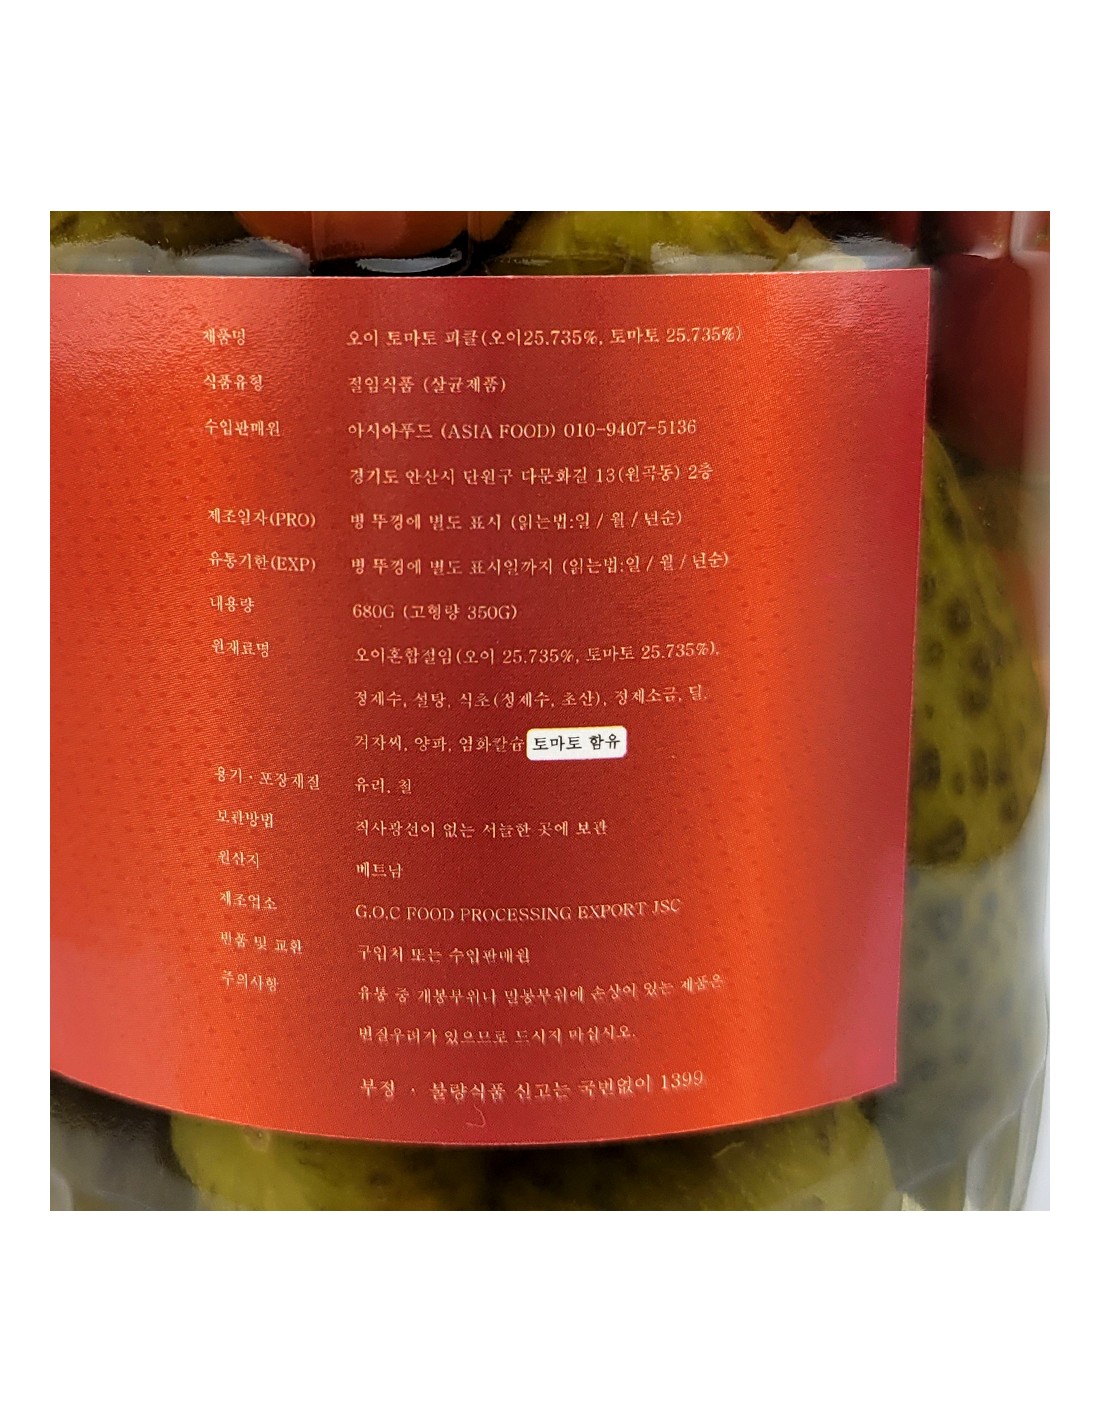 제품명 오이 토마토 피클(오이25.735%, 토마토 25.735%)
식품유형 절임식품 (살균제품)
수입판매원 아시아푸드 (ASIA FOOD) 010-9407-5136
경기도 안산시 단원구 다문화길 13(원곡동) 2층
제조일자(PRO) 병 뚜껑에 별도 표시 (읽는법:일 / 월 / 년순)
유통기한(EXP) 병 뚜껑에 별도 표시일까지 (읽는법:일 / 월 / 년순)
내용량 680G (고형량 350G)
원재료명 오이혼합절임(오이 25.735%, 토마토 25.735%),
정제수, 설탕, 식초(정제수, 초산), 정제소금, 딜,
겨자씨, 양파, 염화칼슘 토마토 함유
용기 · 포장재질 유리, 철
보관방법 직사광선이 없는 서늘한 곳에 보관
원산지 베트남
제조업소 G.O.C FOOD PROCESSING EXPORT JSC
반품 및 교환 구입처 또는 수입판매원
주의사항 유통 중 개봉부위나 밀봉부위에 손상이 있는 제품은
변질우려가 있으므로 드시지 마십시오.
부정 · 불량식품 신고는 국번없이 1399